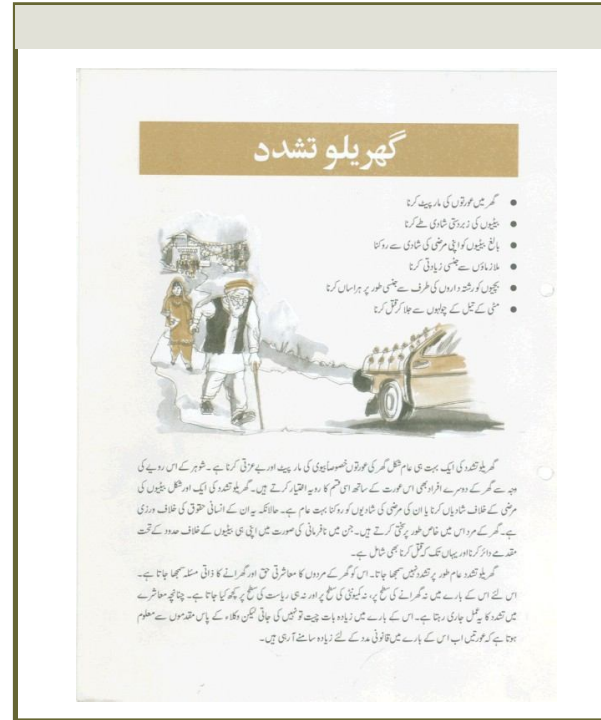 گھریلو تشدد
● گھر میں عورتوں کی مار پیٹ کرنا
● بیٹیوں کی زبردستی شادی طے کرنا
● بالغ بیٹیوں کو اپنی مرضی کی شادی سے روکنا
● ملازماؤں سے جنسی زیادتی کرنا
● بچیوں کو رشتہ داروں کی طرف سے جنسی طور پر ہراساں کرنا
● مٹی کے تیل کے چولہوں سے جلا کر قتل کرنا
گھریلو تشدد کی ایک بہت ہی عام شکل گھر کی عورتوں خصوصاً بیوی کی مار پیٹ اور بے عزتی کرنا ہے۔ شوہر کے اس رویے کی
وجہ سے گھر کے دوسرے افراد بھی اس عورت کے ساتھ اسی قسم کا رویہ اختیار کرتے ہیں۔ گھریلو تشدد کی ایک اور شکل بیٹیوں کی
مرضی کے خلاف شادیاں کرنا یا ان کی مرضی کی شادیوں کو روکنا بہت عام ہے۔ حالانکہ یہ ان کے انسانی حقوق کی خلاف ورزی
ہے۔ گھر کے مرد اس میں خاص طور پر سختی کرتے ہیں۔ جن میں نافرمانی کی صورت میں اپنی ہی بیٹیوں کے خلاف حدود کے تحت
مقدمے دائر کرنا اور یہاں تک کہ قتل کرنا بھی شامل ہے۔
گھریلو تشدد عام طور پر تشدد نہیں سمجھا جاتا۔ اس کو گھر کے مردوں کا معاشرتی حق اور گھرانے کا ذاتی مسئلہ سمجھا جاتا ہے۔
اس لئے اس کے بارے میں نہ گھرانے کی سطح پر، نہ کمیونٹی کی سطح پر اور نہ ہی ریاست کی سطح پر کچھ کیا جاتا ہے۔ چنانچہ معاشرے
میں تشدد کا یہ عمل جاری رہتا ہے۔ اس کے بارے میں زیادہ بات چیت تو نہیں کی جاتی لیکن وکلاء کے پاس مقدموں سے معلوم
ہوتا ہے کہ عورتیں اب اس کے بارے میں قانونی مدد کے لئے زیادہ سامنے آ رہی ہیں۔